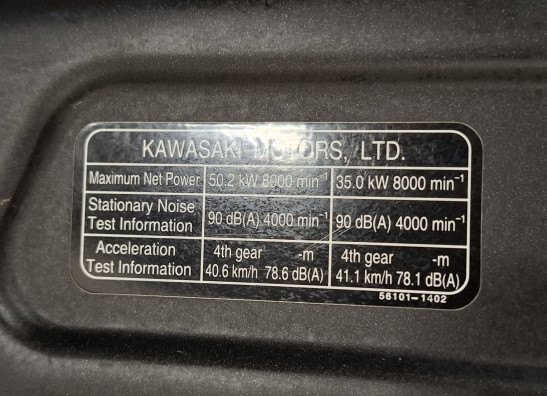 KAWASAKI MOTORS, LTD.
Maximum Net Power 50.2 kW 8000 min⁻¹ 35.0 kW 8000 min⁻¹
Stationary Noise
Test Information 90 dB(A) 4000 min⁻¹ 90 dB(A) 4000 min⁻¹
Acceleration 4th gear -m 4th gear -m
Test Information 40.6 km/h 78.6 dB(A) 41.1 km/h 78.1 dB(A)
56101-1402